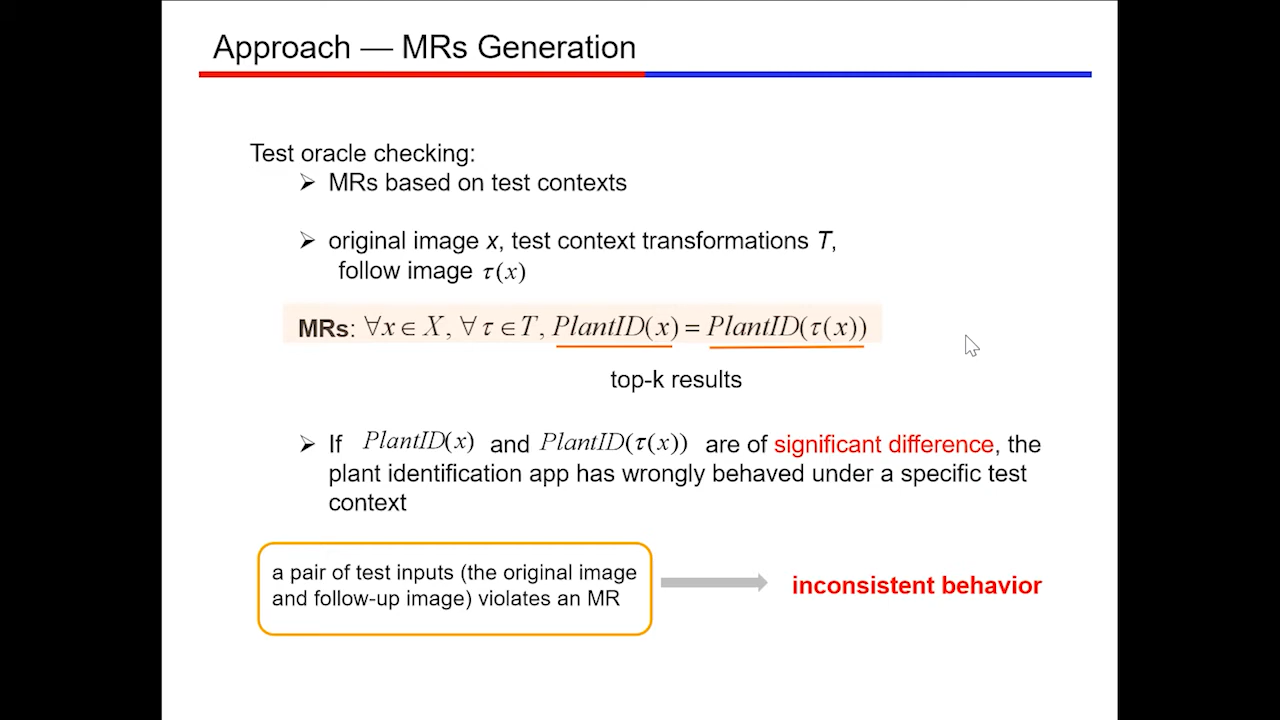 Approach — MRs Generation
Test oracle checking:
➢ MRs based on test contexts
➢ original image x, test context transformations T,
follow image τ(x)
MRs: ∀x ∈ X, ∀ τ ∈ T, PlantID(x) = PlantID(τ(x))
top-k results
➢ If PlantID(x) and PlantID(τ(x)) are of significant difference, the
plant identification app has wrongly behaved under a specific test
context
a pair of test inputs (the original image
and follow-up image) violates an MR
inconsistent behavior